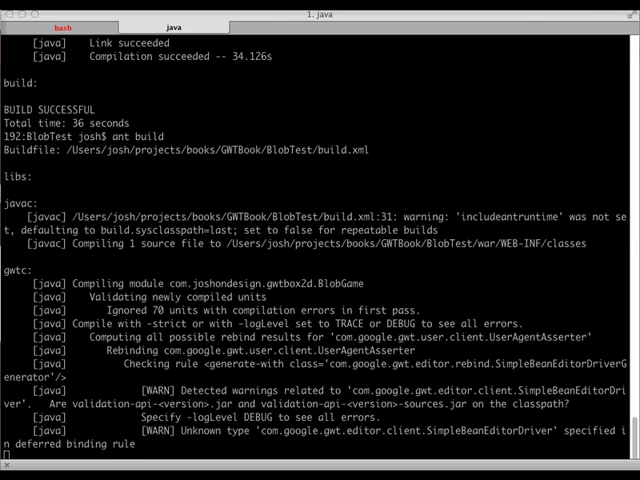 1. java
bash
java
[java] Link succeeded
[java] Compilation succeeded -- 34.126s
build:
BUILD SUCCESSFUL
Total time: 36 seconds
192:BlobTest josh$ ant build
Buildfile: /Users/josh/projects/books/GWTBook/BlobTest/build.xml
libs:
javac:
[javac] /Users/josh/projects/books/GWTBook/BlobTest/build.xml:31: warning: 'includeantruntime' was not se
t, defaulting to build.sysclasspath=last; set to false for repeatable builds
[javac] Compiling 1 source file to /Users/josh/projects/books/GWTBook/BlobTest/war/WEB-INF/classes
gwtc:
[java] Compiling module com.joshondesign.gwtbox2d.BlobGame
[java] Validating newly compiled units
[java] Ignored 70 units with compilation errors in first pass.
[java] Compile with -strict or with -logLevel set to TRACE or DEBUG to see all errors.
[java] Computing all possible rebind results for 'com.google.gwt.user.client.UserAgentAsserter'
[java] Rebinding com.google.gwt.user.client.UserAgentAsserter
[java] Checking rule <generate-with class='com.google.gwt.editor.rebind.SimpleBeanEditorDriverG
enerator'/>
[java] [WARN] Detected warnings related to 'com.google.gwt.editor.client.SimpleBeanEditorDri
ver'. Are validation-api-<version>.jar and validation-api-<version>-sources.jar on the classpath?
[java] Specify -logLevel DEBUG to see all errors.
[java] [WARN] Unknown type 'com.google.gwt.editor.client.SimpleBeanEditorDriver' specified i
n deferred binding rule